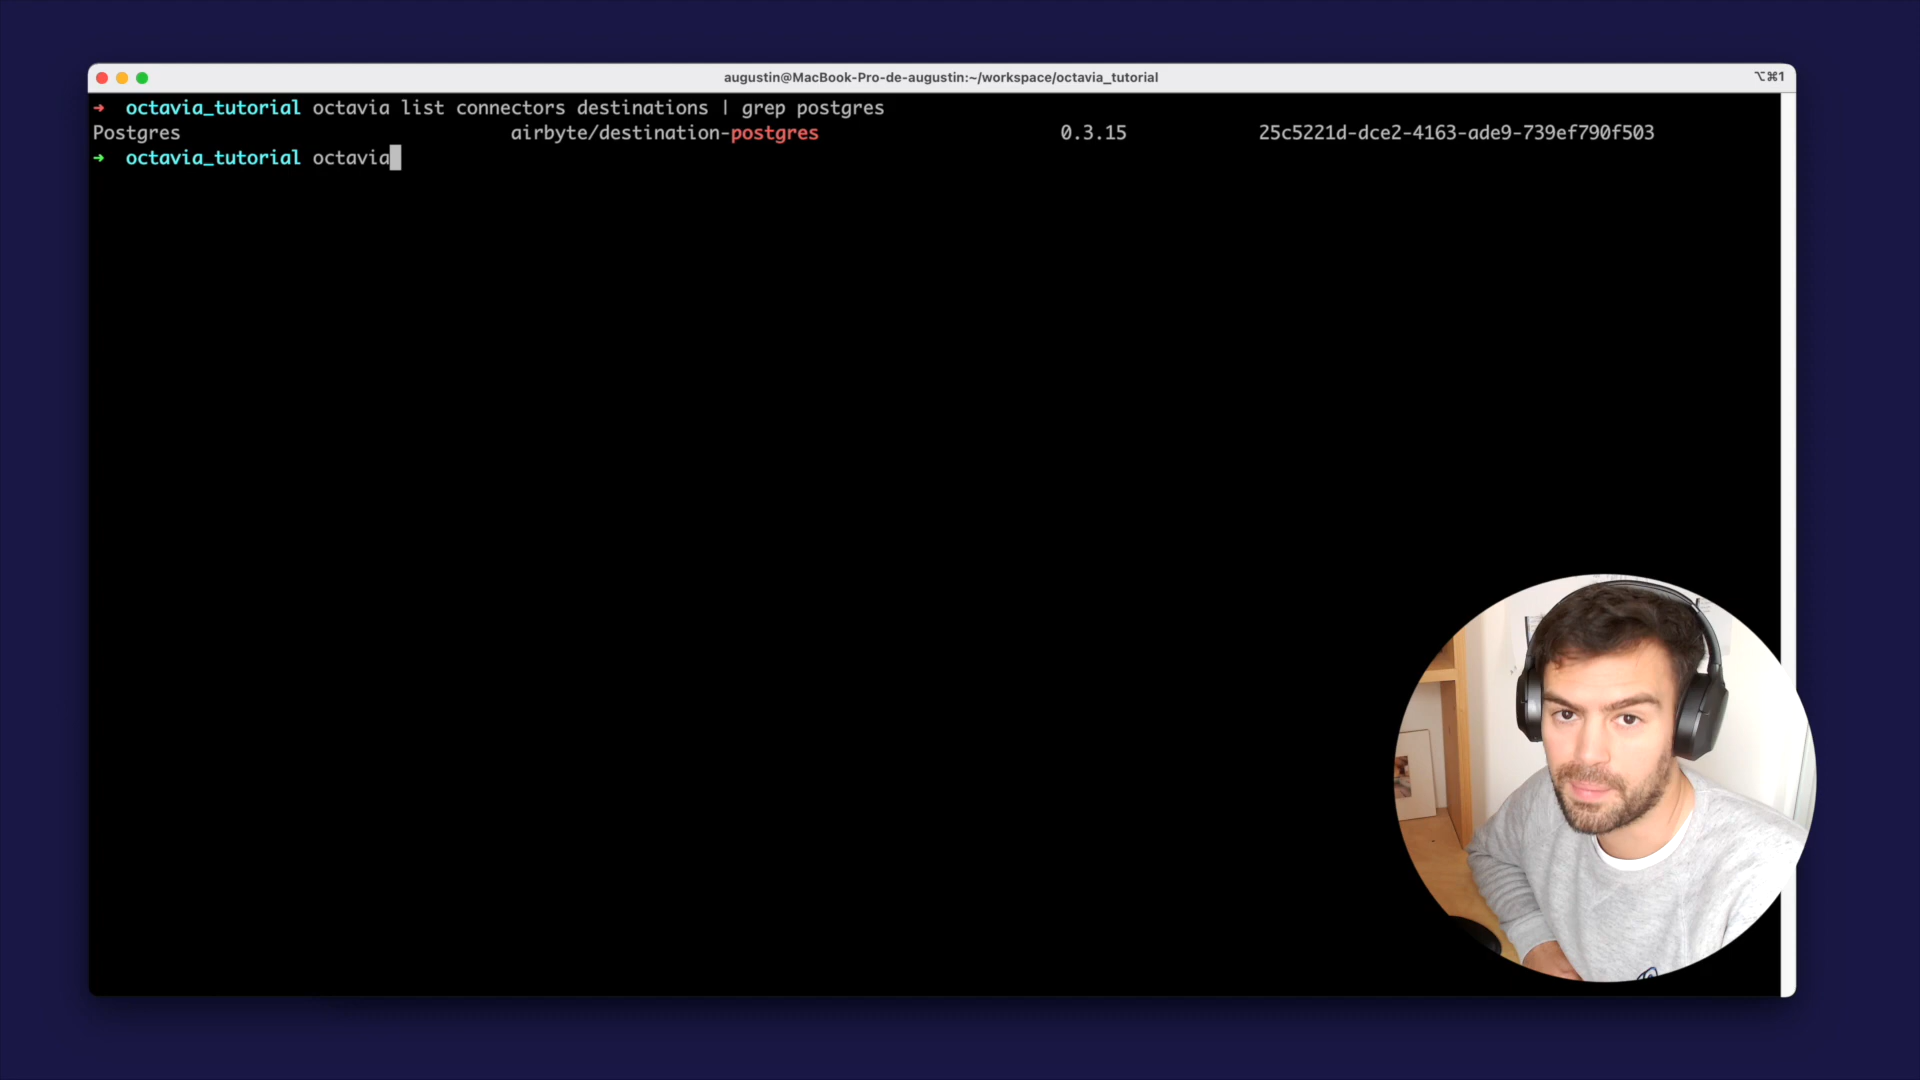 augustin@MacBook-Pro-de-augustin:~/workspace/octavia_tutorial ⌥⌘1
→ octavia_tutorial octavia list connectors destinations | grep postgres
Postgres airbyte/destination-postgres 0.3.15 25c5221d-dce2-4163-ade9-739ef790f503
→ octavia_tutorial octavia